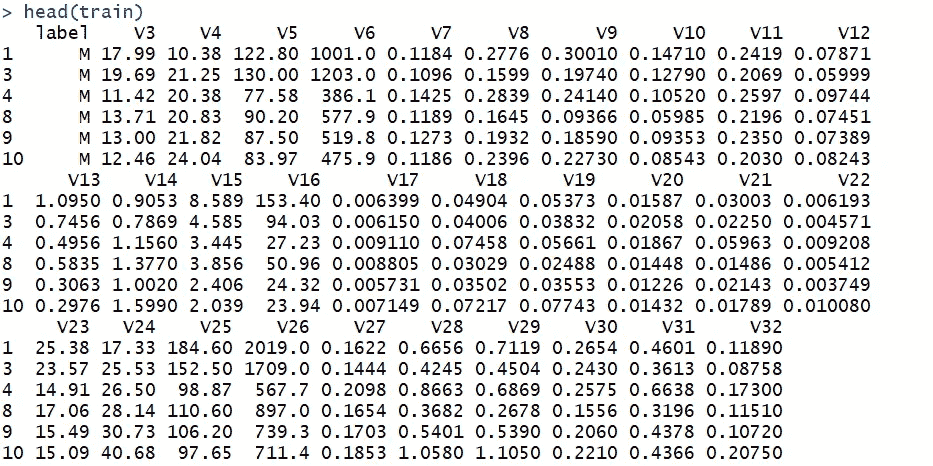 > head(train)
   label    V3    V4     V5     V6     V7     V8      V9     V10    V11     V12
1      M 17.99 10.38 122.80 1001.0 0.1184 0.2776 0.30010 0.14710 0.2419 0.07871
3      M 19.69 21.25 130.00 1203.0 0.1096 0.1599 0.19740 0.12790 0.2069 0.05999
4      M 11.42 20.38  77.58  386.1 0.1425 0.2839 0.24140 0.10520 0.2597 0.09744
8      M 13.71 20.83  90.20  577.9 0.1189 0.1645 0.09366 0.05985 0.2196 0.07451
9      M 13.00 21.82  87.50  519.8 0.1273 0.1932 0.18590 0.09353 0.2350 0.07389
10     M 12.46 24.04  83.97  475.9 0.1186 0.2396 0.22730 0.08543 0.2030 0.08243
      V13    V14   V15    V16      V17     V18     V19     V20     V21      V22
1  1.0950 0.9053 8.589 153.40 0.006399 0.04904 0.05373 0.01587 0.03003 0.006193
3  0.7456 0.7869 4.585  94.03 0.006150 0.04006 0.03832 0.02058 0.02250 0.004571
4  0.4956 1.1560 3.445  27.23 0.009110 0.07458 0.05661 0.01867 0.05963 0.009208
8  0.5835 1.3770 3.856  50.96 0.008805 0.03029 0.02488 0.01448 0.01486 0.005412
9  0.3063 1.0020 2.406  24.32 0.005731 0.03502 0.03553 0.01226 0.02143 0.003749
10 0.2976 1.5990 2.039  23.94 0.007149 0.07217 0.07743 0.01432 0.01789 0.010080
     V23   V24    V25    V26    V27    V28    V29    V30    V31     V32
1  25.38 17.33 184.60 2019.0 0.1622 0.6656 0.7119 0.2654 0.4601 0.11890
3  23.57 25.53 152.50 1709.0 0.1444 0.4245 0.4504 0.2430 0.3613 0.08758
4  14.91 26.50  98.87  567.7 0.2098 0.8663 0.6869 0.2575 0.6638 0.17300
8  17.06 28.14 110.60  897.0 0.1654 0.3682 0.2678 0.1556 0.3196 0.11510
9  15.49 30.73 106.20  739.3 0.1703 0.5401 0.5390 0.2060 0.4378 0.10720
10 15.09 40.68  97.65  711.4 0.1853 1.0580 1.1050 0.2210 0.4366 0.20750